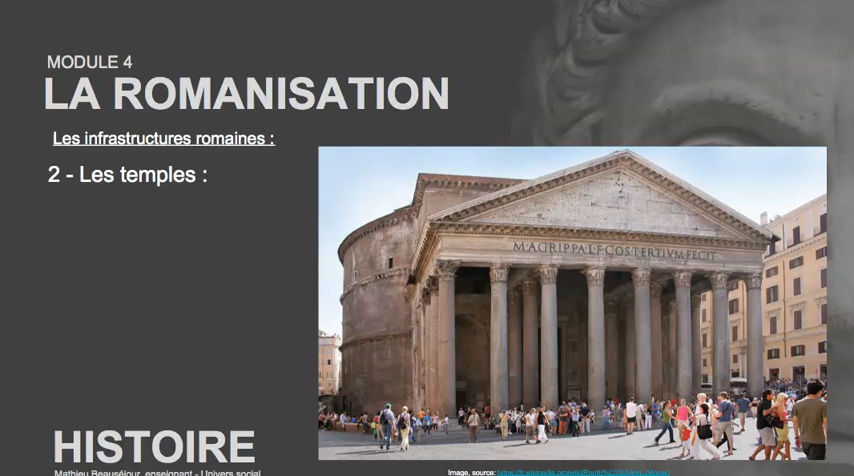 MODULE 4
LA ROMANISATION
Les infrastructures romaines :
2 - Les temples :
M·AGRIPPA·L·F·COS·TERTIVM·FECIT
HISTOIRE
Mathieu Beauséjour, enseignant - Univers social
Image, source: